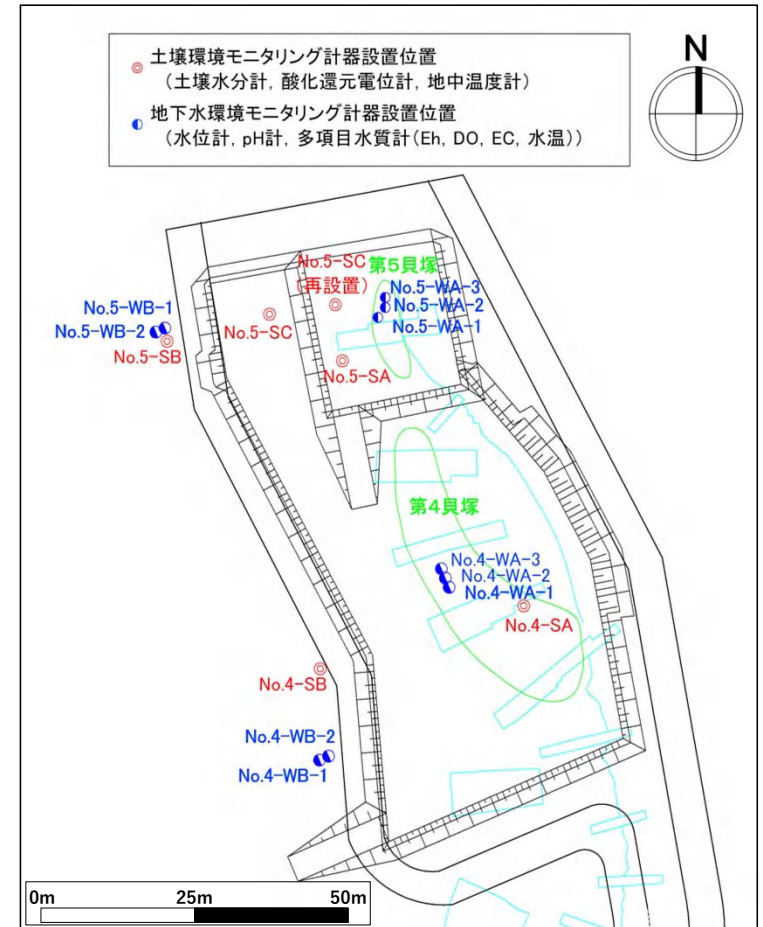 土壌環境モニタリング計器設置位置
（土壌水分計，酸化還元電位計，地中温度計）
地下水環境モニタリング計器設置位置
（水位計，pH計，多項目水質計（Eh，DO，EC，水温））
N
No.5-SC
（再設置）
第5貝塚
No.5-WA-3
No.5-WA-2
No.5-WA-1
No.5-WB-1
No.5-WB-2
No.5-SB
No.5-SC
No.5-SA
第4貝塚
No.4-WA-3
No.4-WA-2
No.4-WA-1
No.4-SA
No.4-SB
No.4-WB-2
No.4-WB-1
0m 25m 50m